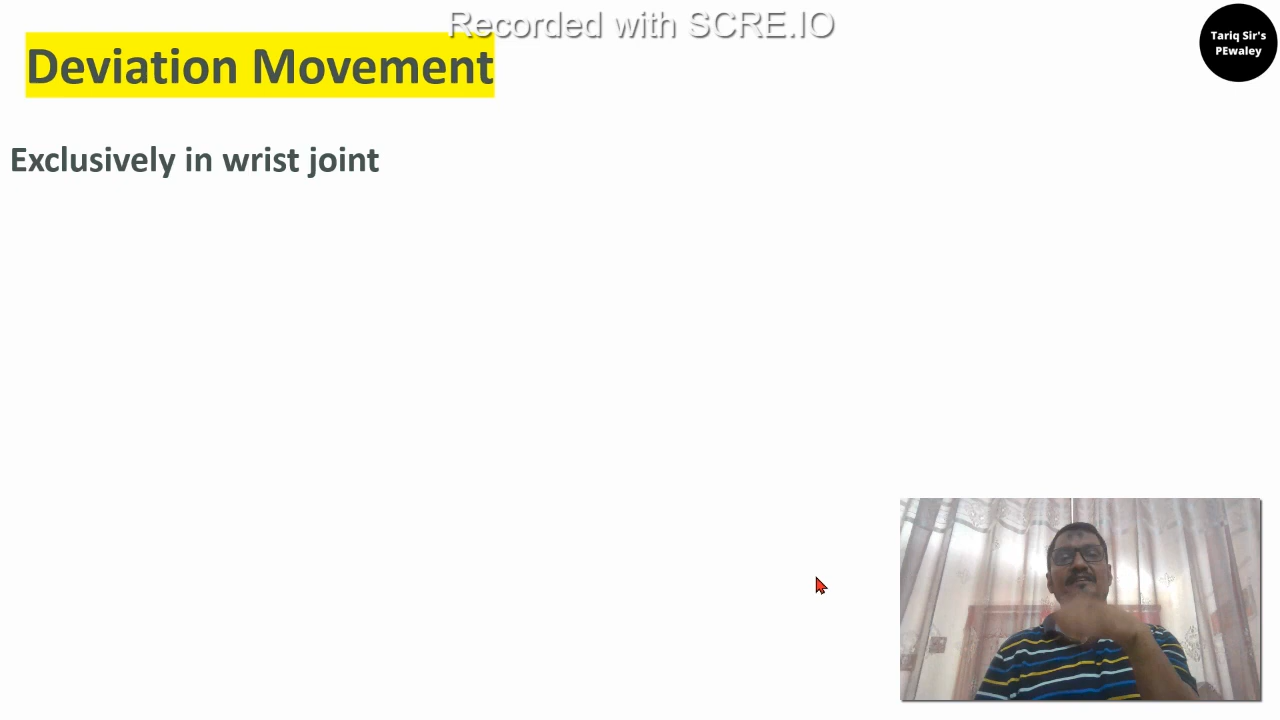 Recorded with SCRE.IO
Deviation Movement
Tariq Sir's
PEwaley
Exclusively in wrist joint